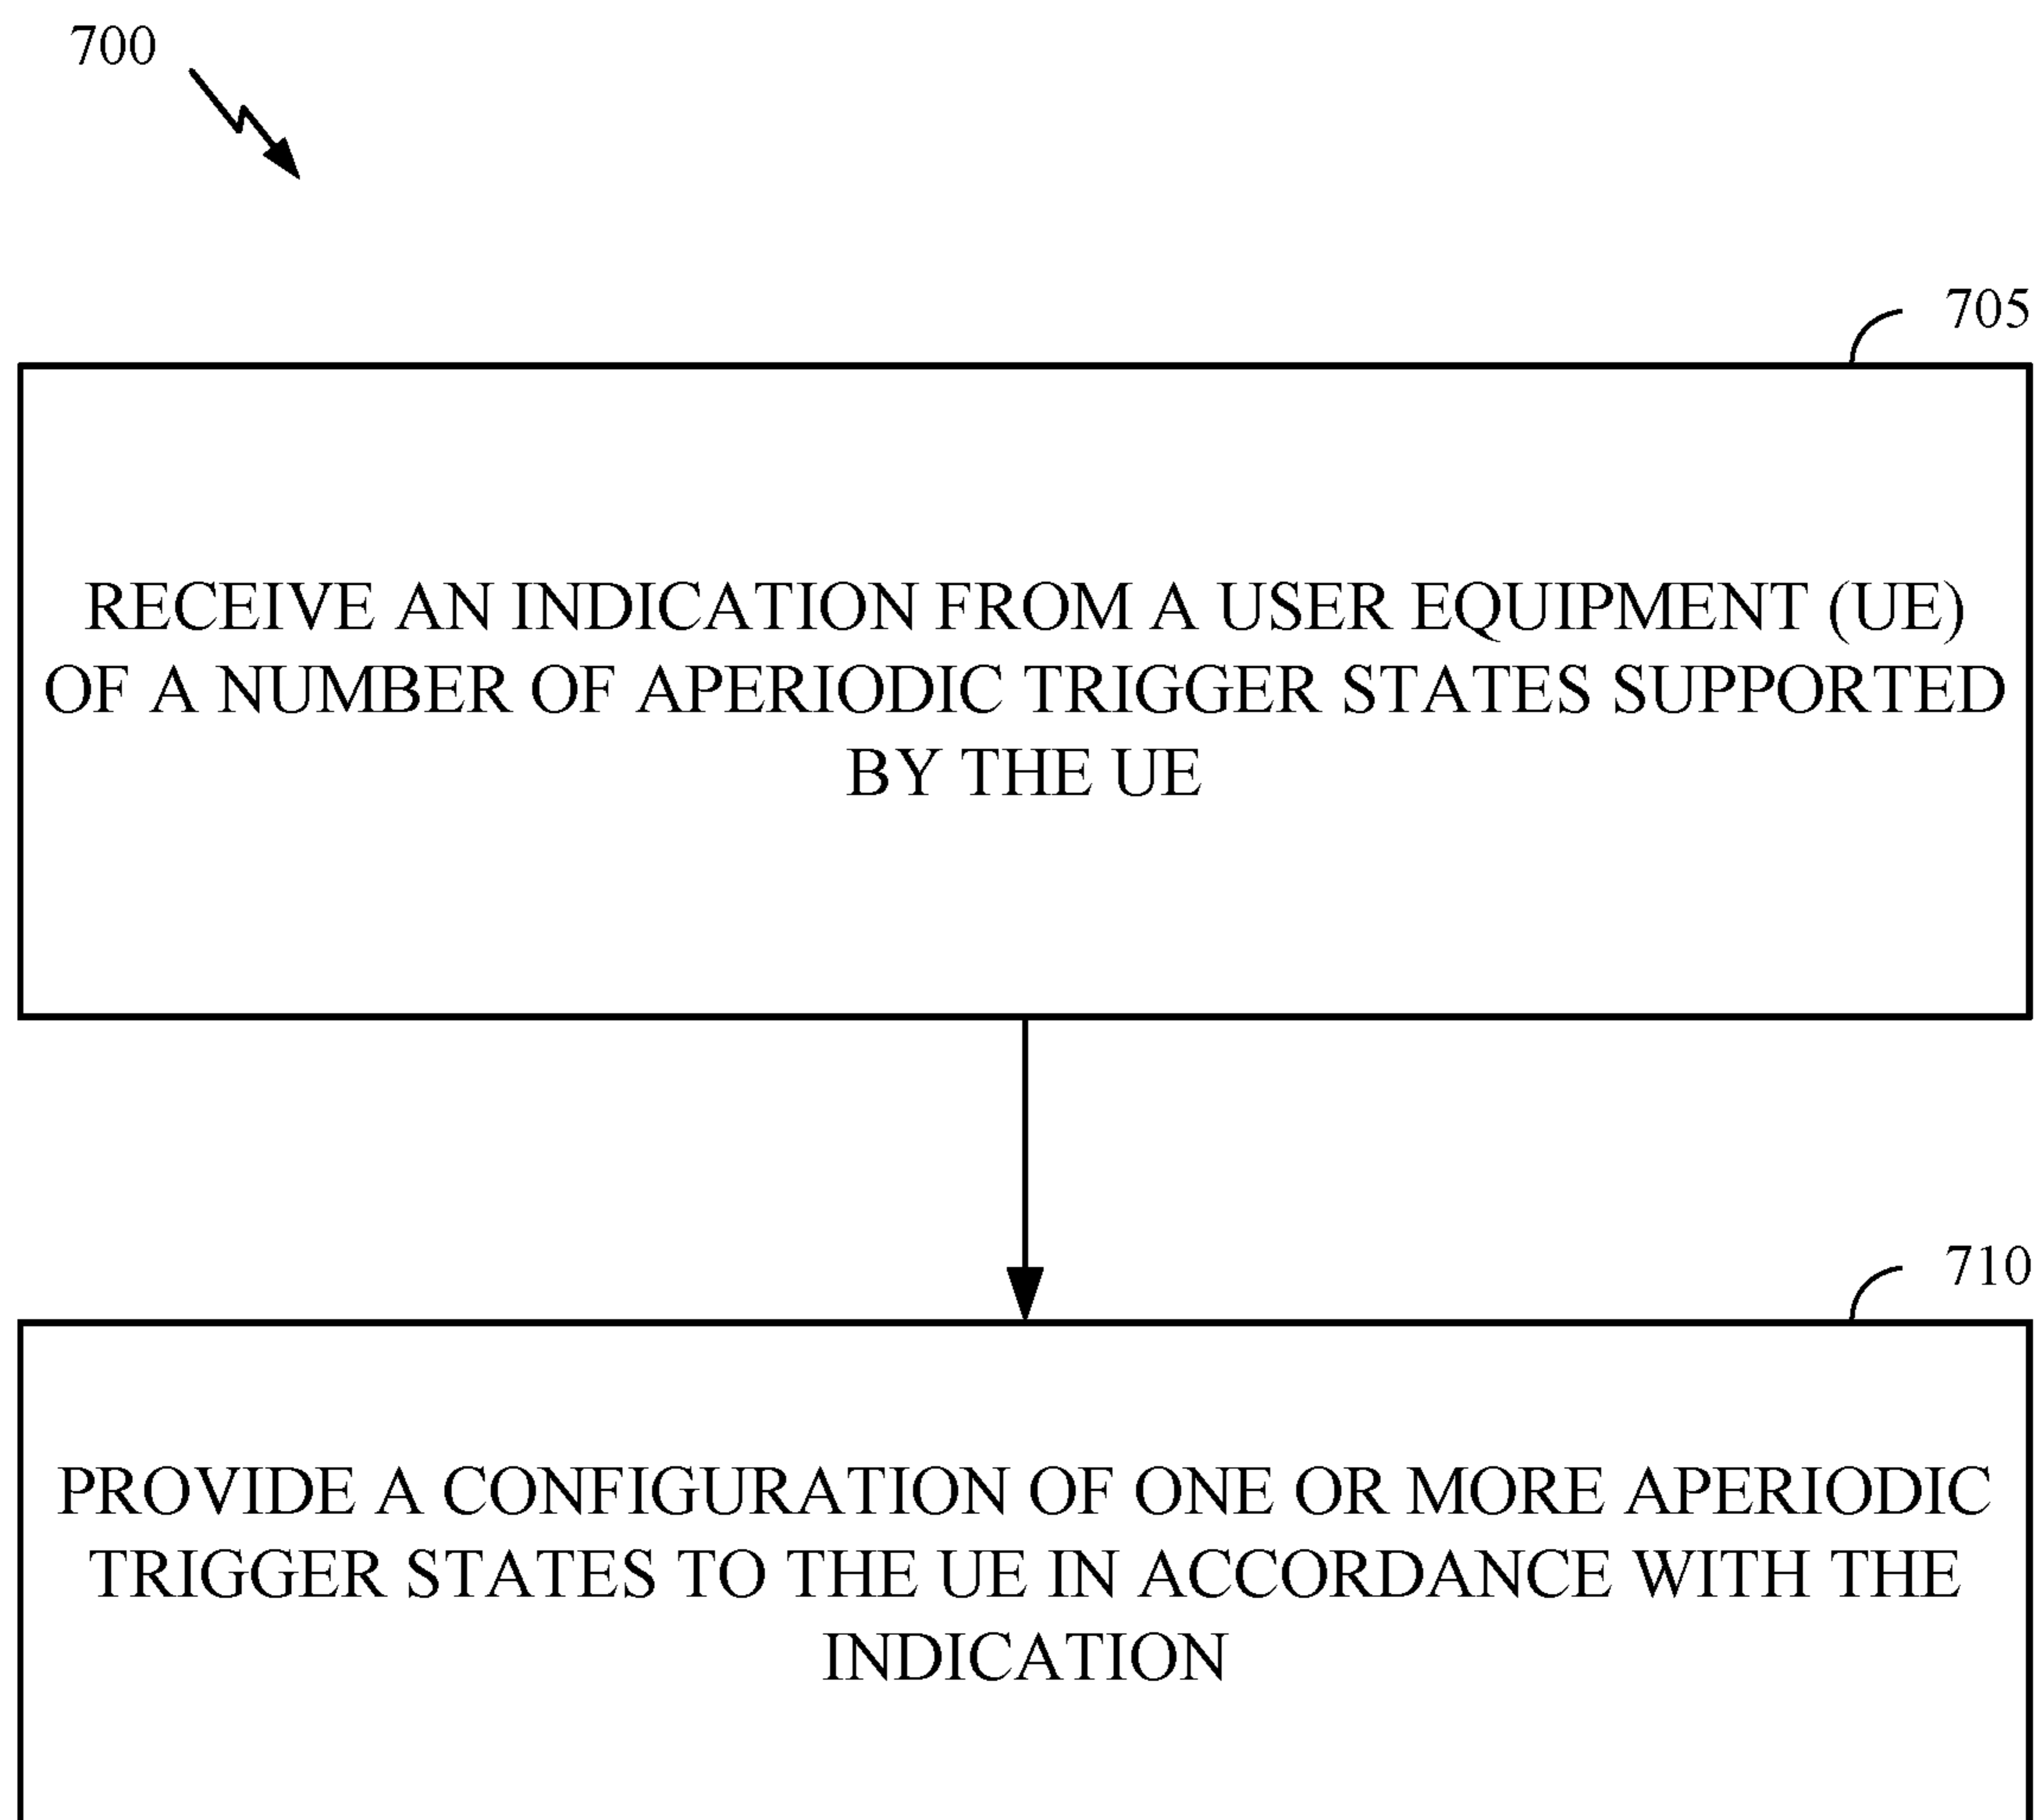 700
705
RECEIVE AN INDICATION FROM A USER EQUIPMENT (UE)
OF A NUMBER OF APERIODIC TRIGGER STATES SUPPORTED
BY THE UE
710
PROVIDE A CONFIGURATION OF ONE OR MORE APERIODIC
TRIGGER STATES TO THE UE IN ACCORDANCE WITH THE
INDICATION